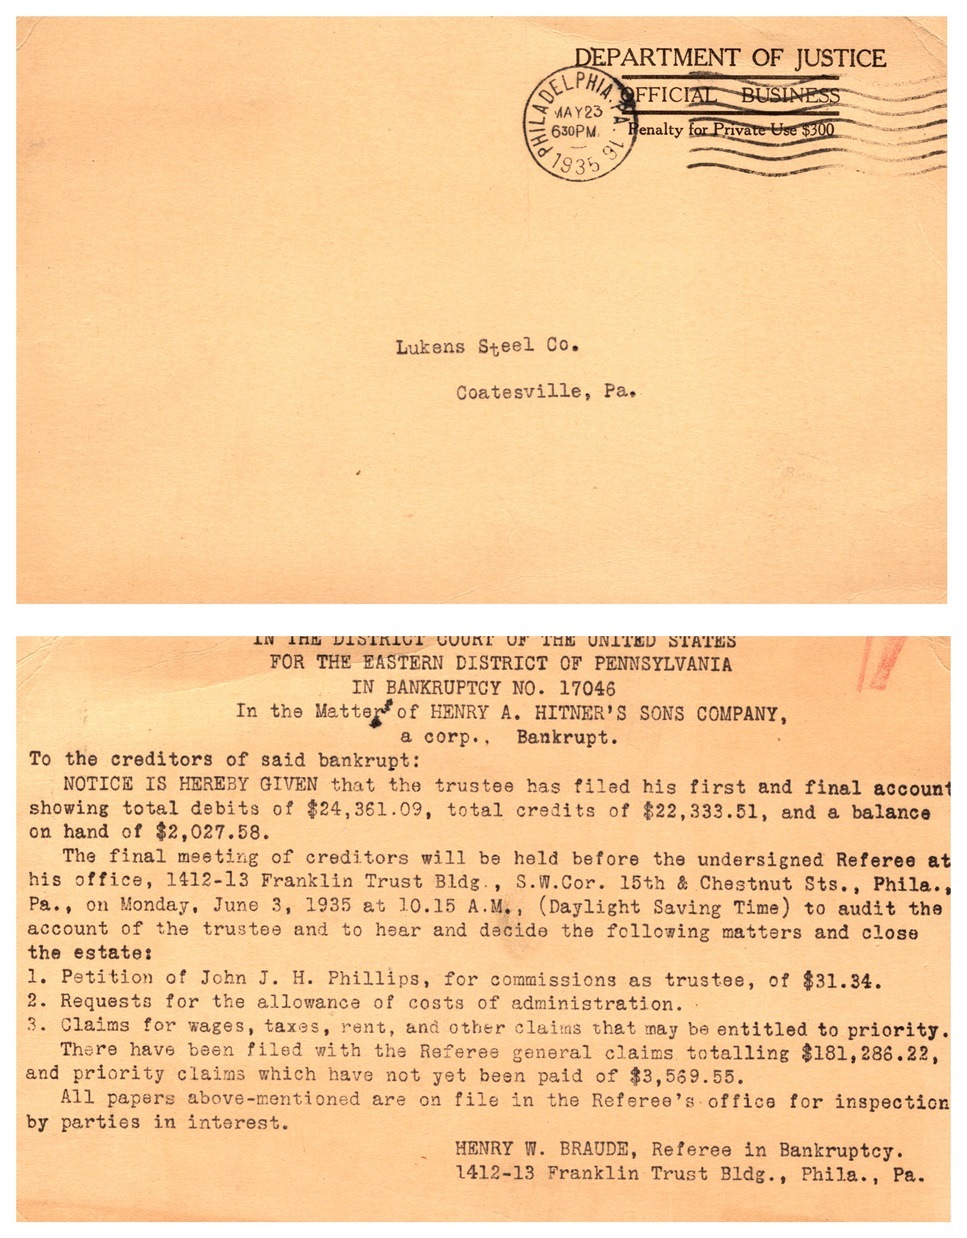 DEPARTMENT OF JUSTICE
OFFICIAL BUSINESS
Penalty for Private Use $300
PHILADELPHIA, PA. 19
MAY 23
630 PM
1935
Lukens Steel Co.
Coatesville, Pa.
IN THE DISTRICT COURT OF THE UNITED STATES
FOR THE EASTERN DISTRICT OF PENNSYLVANIA
IN BANKRUPTCY NO. 17046
In the Matter of HENRY A. HITNER'S SONS COMPANY,
a corp., Bankrupt.
To the creditors of said bankrupt:
NOTICE IS HEREBY GIVEN that the trustee has filed his first and final account
showing total debits of $24,361.09, total credits of $22,333.51, and a balance
on hand of $2,027.58.
The final meeting of creditors will be held before the undersigned Referee at
his office, 1412-13 Franklin Trust Bldg., S.W.Cor. 15th & Chestnut Sts., Phila.,
Pa., on Monday, June 3, 1935 at 10.15 A.M., (Daylight Saving Time) to audit the
account of the trustee and to hear and decide the following matters and close
the estate:
1. Petition of John J. H. Phillips, for commissions as trustee, of $31.34.
2. Requests for the allowance of costs of administration.
3. Claims for wages, taxes, rent, and other claims that may be entitled to priority.
There have been filed with the Referee general claims totalling $181,286.22,
and priority claims which have not yet been paid of $3,569.55.
All papers above-mentioned are on file in the Referee's office for inspection
by parties in interest.
HENRY W. BRAUDE, Referee in Bankruptcy.
1412-13 Franklin Trust Bldg., Phila., Pa.